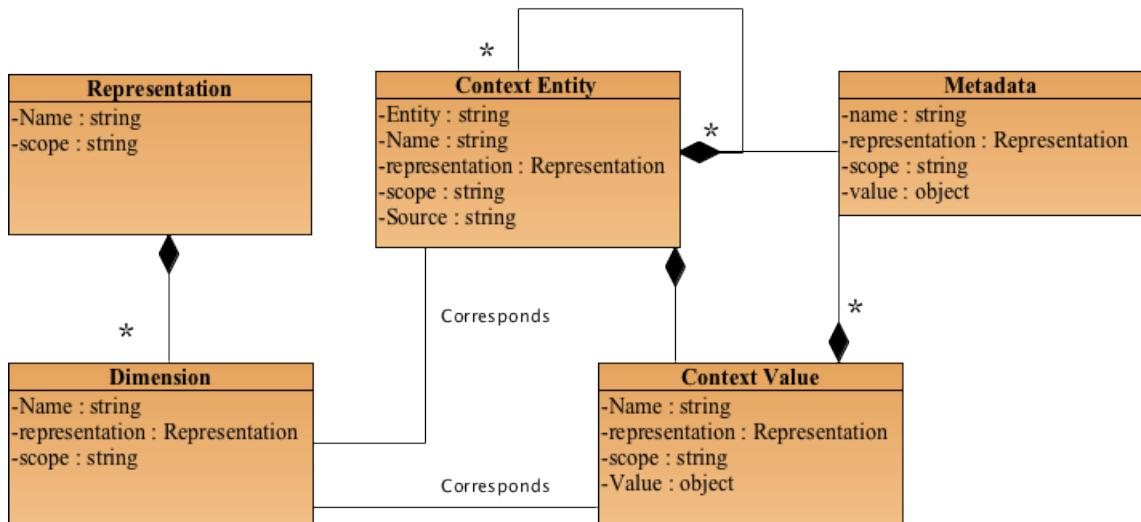 *
Representation
-Name : string
-scope : string
Context Entity
-Entity : string
-Name : string
-representation : Representation
-scope : string
-Source : string
*
Metadata
-name : string
-representation : Representation
-scope : string
-value : object
Corresponds
*
*
Dimension
-Name : string
-representation : Representation
-scope : string
Context Value
-Name : string
-representation : Representation
-scope : string
-Value : object
Corresponds